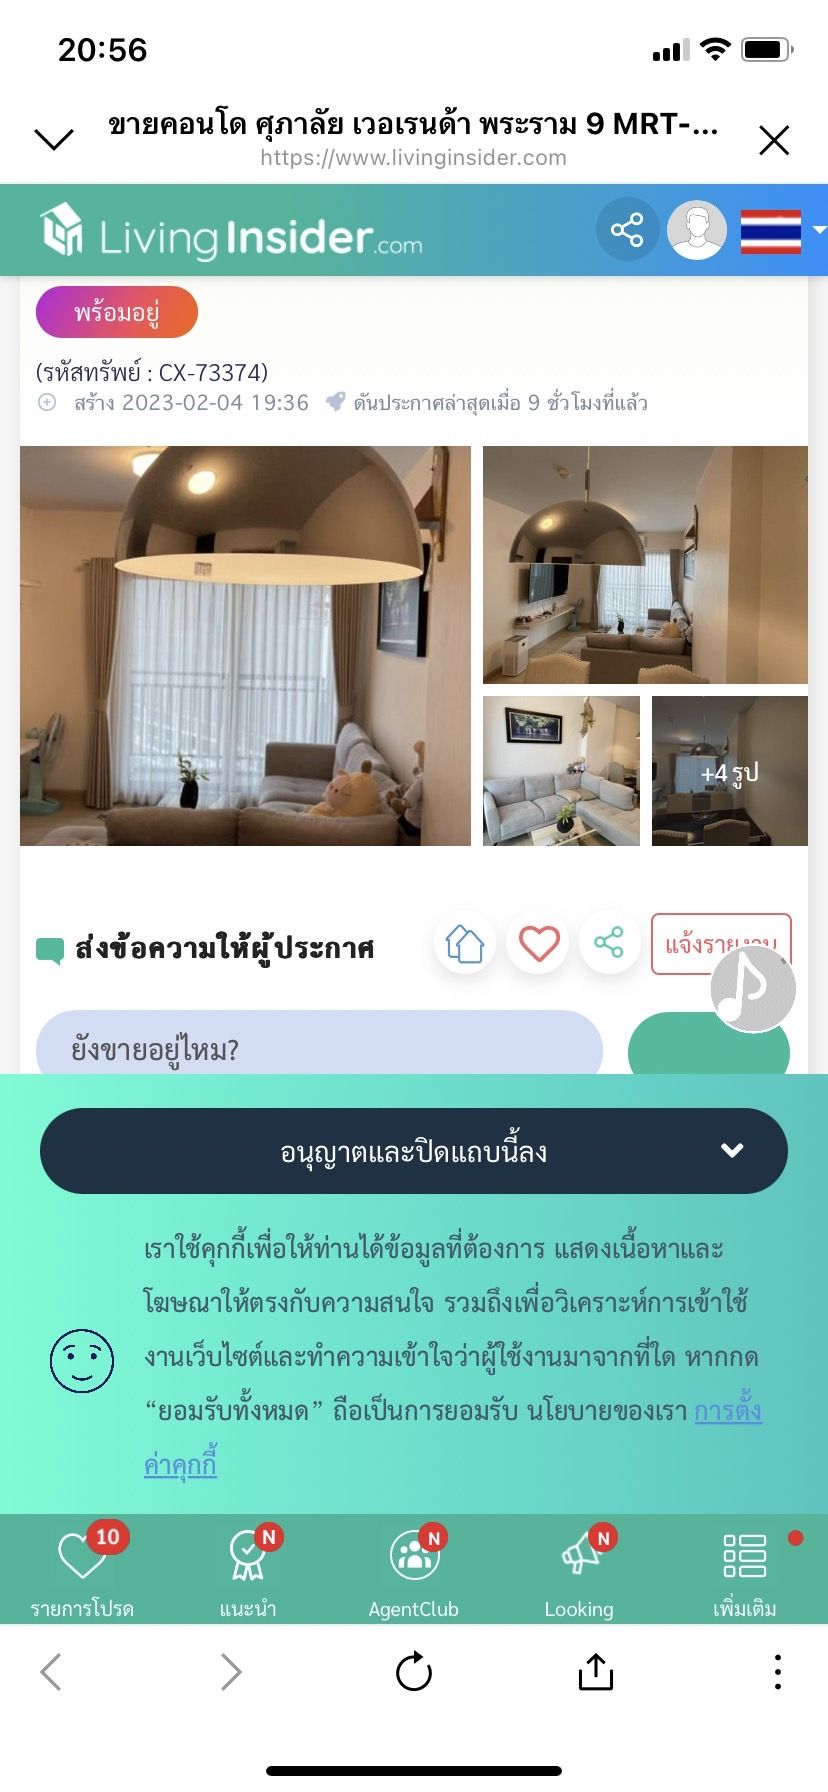 20:56
ขายคอนโด ศุภาลัย เวอเรนด้า พระราม 9 MRT-...
https://www.livinginsider.com
LivingInsider.com
พร้อมอยู่
(รหัสทรัพย์ : CX-73374)
สร้าง 2023-02-04 19:36 ดันประกาศล่าสุดเมื่อ 9 ชั่วโมงที่แล้ว
+4 รูป
ส่งข้อความให้ผู้ประกาศ
แจ้งรายงาน
ยังขายอยู่ไหม?
อนุญาตและปิดแถบนี้ลง
เราใช้คุกกี้เพื่อให้ท่านได้ข้อมูลที่ต้องการ แสดงเนื้อหาและ
โฆษณาให้ตรงกับความสนใจ รวมถึงเพื่อวิเคราะห์การเข้าใช้
งานเว็บไซต์และทำความเข้าใจว่าผู้ใช้งานมาจากที่ใด หากกด
“ยอมรับทั้งหมด” ถือเป็นการยอมรับ นโยบายของเรา การตั้ง
ค่าคุกกี้
10 N N N
รายการโปรด แนะนำ AgentClub Looking เพิ่มเติม